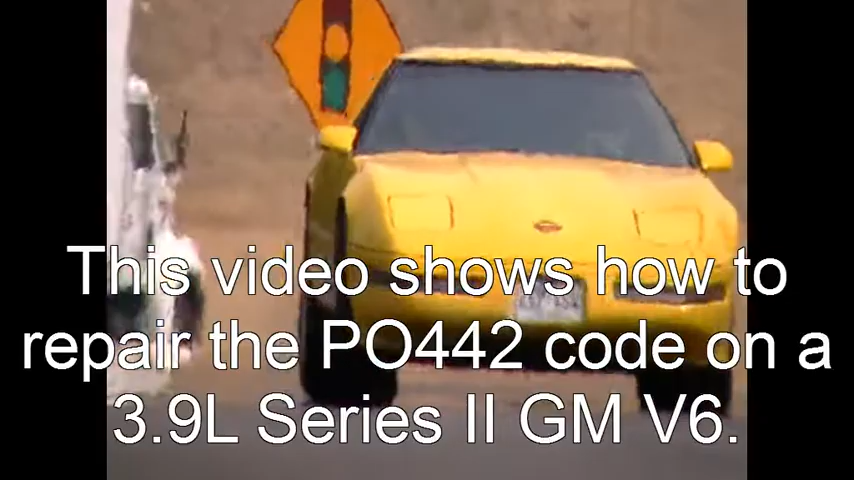 This video shows how to
repair the PO442 code on a
3.9L Series II GM V6.